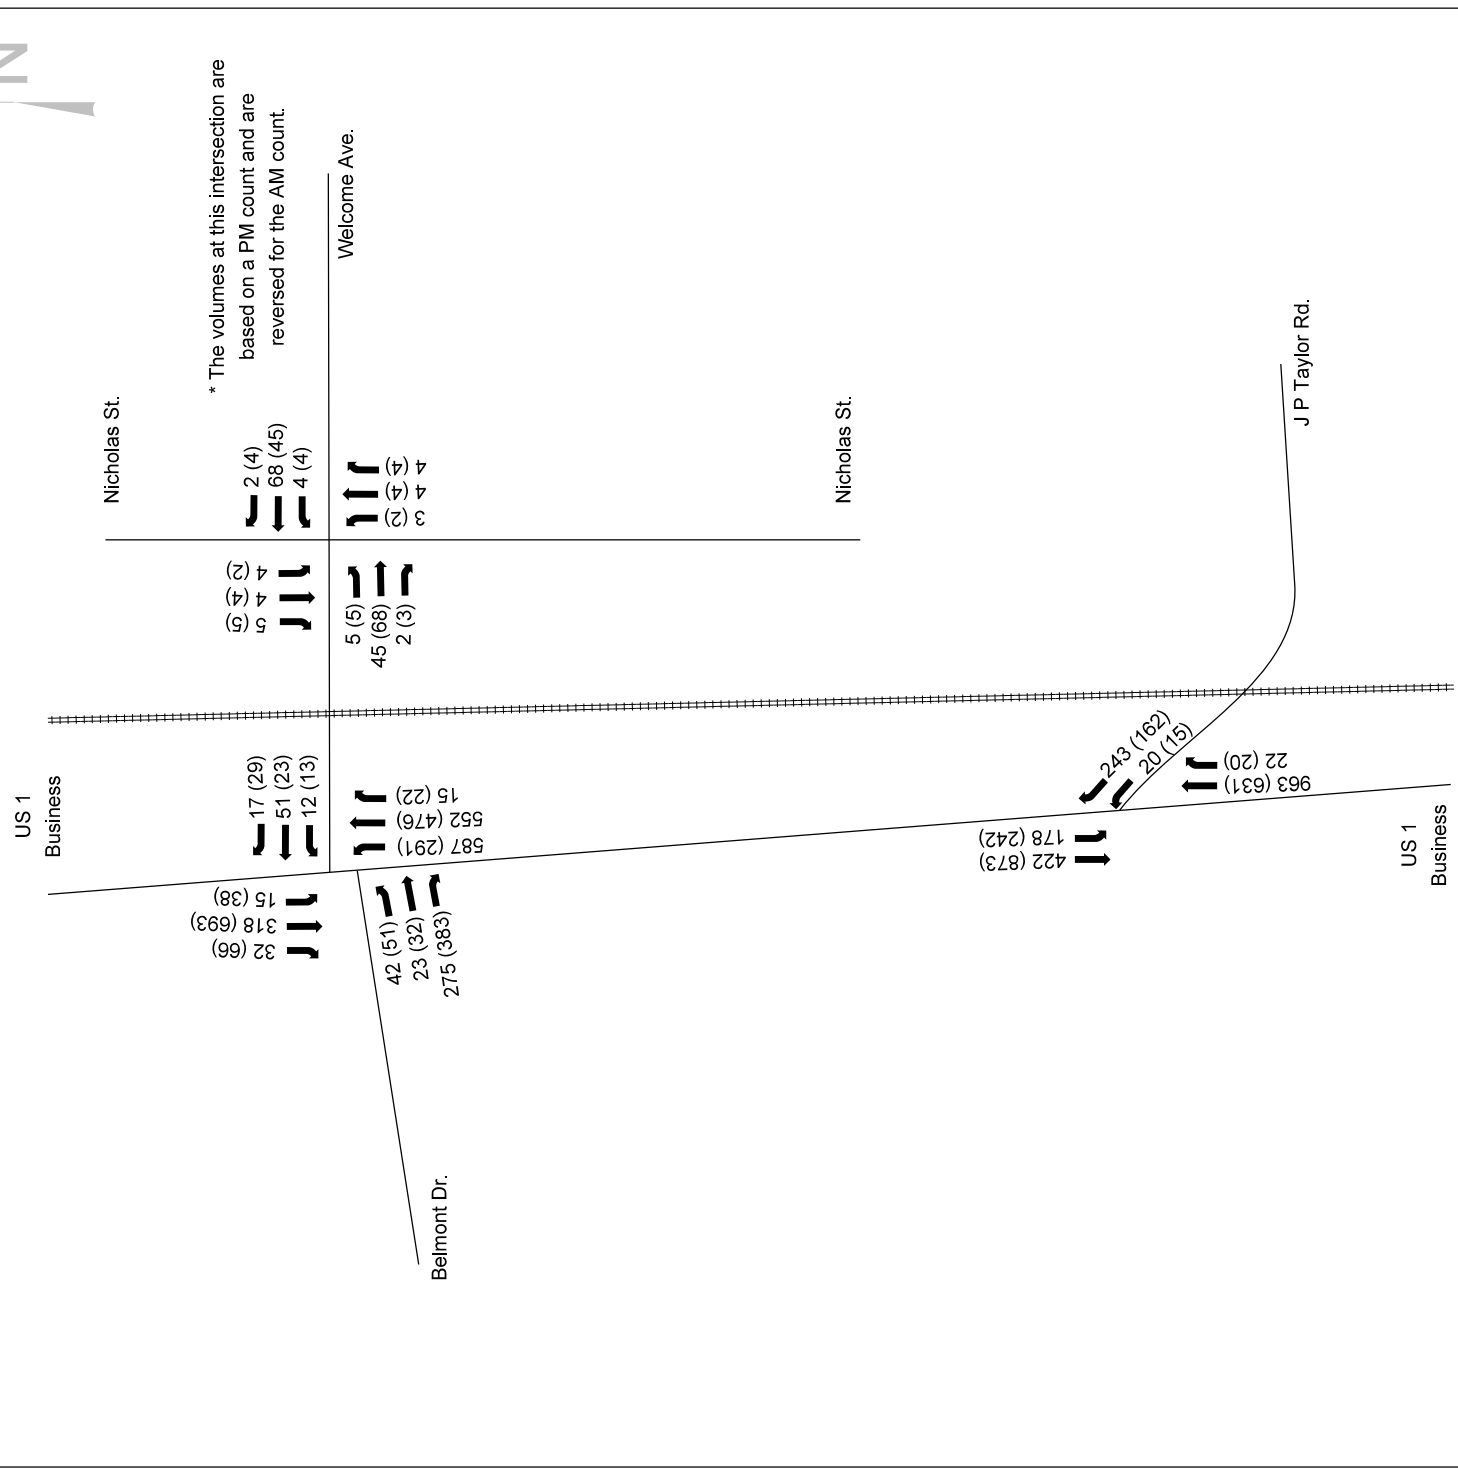 N
* The volumes at this intersection are
based on a PM count and are
reversed for the AM count.
Welcome Ave.
Nicholas St.
2 (4)
68 (45)
4 (4)
4 (4)
4 (4)
3 (2)
Nicholas St.
4 (2)
4 (4)
5 (5)
5 (5)
45 (68)
2 (3)
J P Taylor Rd.
US 1
Business
17 (29)
51 (23)
12 (13)
15 (22)
552 (476)
587 (291)
15 (38)
318 (693)
32 (66)
42 (51)
23 (32)
275 (383)
Belmont Dr.
243 (162)
20 (15)
22 (20)
963 (631)
178 (242)
422 (873)
US 1
Business